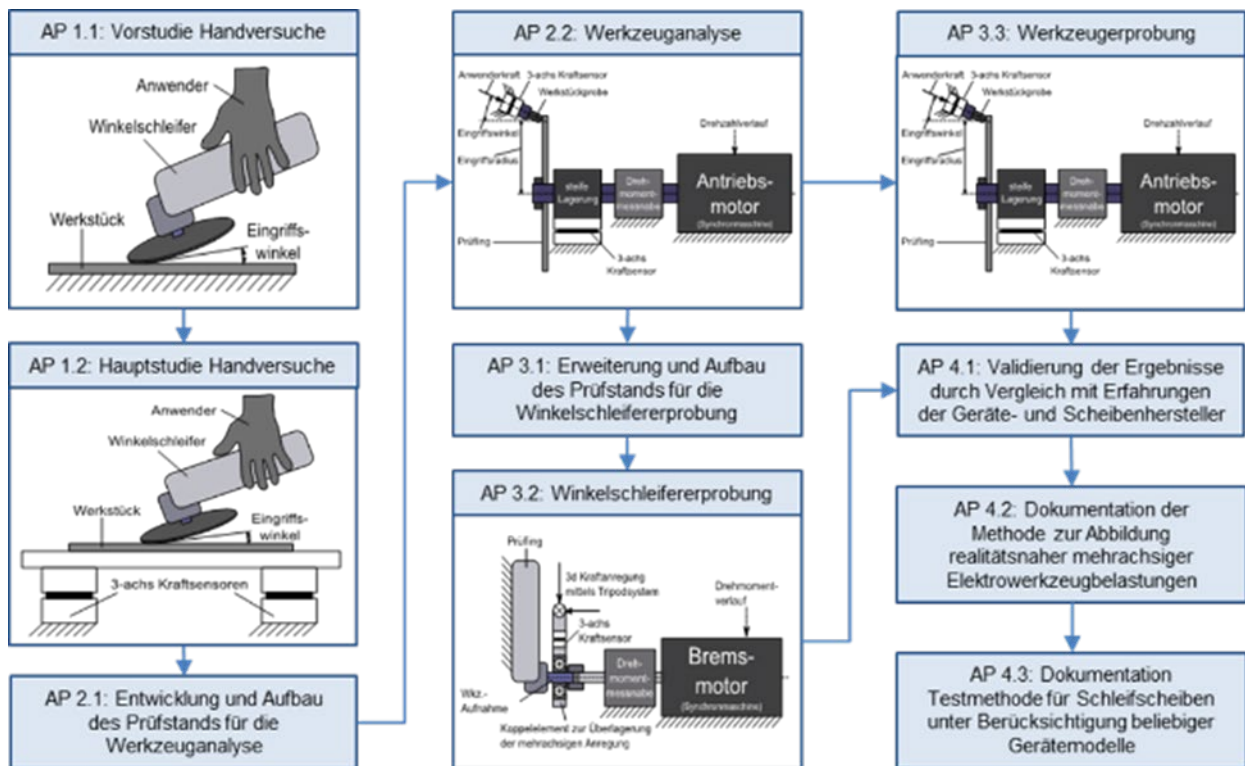 AP 1.1: Vorstudie Handversuche
Anwender
Winkelschleifer
Werkstück
Eingriffs-
winkel
AP 1.2: Hauptstudie Handversuche
Anwender
Winkelschleifer
Werkstück
Eingriffs-
winkel
3-achs Kraftsensoren
AP 2.1: Entwicklung und Aufbau
des Prüfstands für die
Werkzeuganalyse
AP 2.2: Werkzeuganalyse
Anwenderkraft
3-achs Kraftsensor
Werkstückprobe
Eingriffswinkel
Eingriffsradius
Drehzahlverlauf
steife
Lagerung
Dreh-
moment-
messnabe
Antriebs-
motor
(Synchronmaschine)
Prüfling
3-achs
Kraftsensor
AP 3.1: Erweiterung und Aufbau
des Prüfstands für die
Winkelschleifererprobung
AP 3.2: Winkelschleifererprobung
Prüfling
3d Kraftanregung
mittels Tripodsystem
3-achs
Kraftsensor
Drehmoment-
verlauf
Dreh-
moment-
messnabe
Brems-
motor
(Synchronmaschine)
Wkz.-
Aufnahme
Koppelelement zur Überlagerung
der mehrachsigen Anregung
AP 3.3: Werkzeugerprobung
Anwenderkraft
3-achs Kraftsensor
Werkstückprobe
Eingriffswinkel
Eingriffsradius
Drehzahlverlauf
steife
Lagerung
Dreh-
moment-
messnabe
Antriebs-
motor
(Synchronmaschine)
Prüfling
3-achs
Kraftsensor
AP 4.1: Validierung der Ergebnisse
durch Vergleich mit Erfahrungen
der Geräte- und Scheibenhersteller
AP 4.2: Dokumentation der
Methode zur Abbildung
realitätsnaher mehrachsiger
Elektrowerkzeugbelastungen
AP 4.3: Dokumentation
Testmethode für Schleifscheiben
unter Berücksichtigung beliebiger
Gerätemodelle